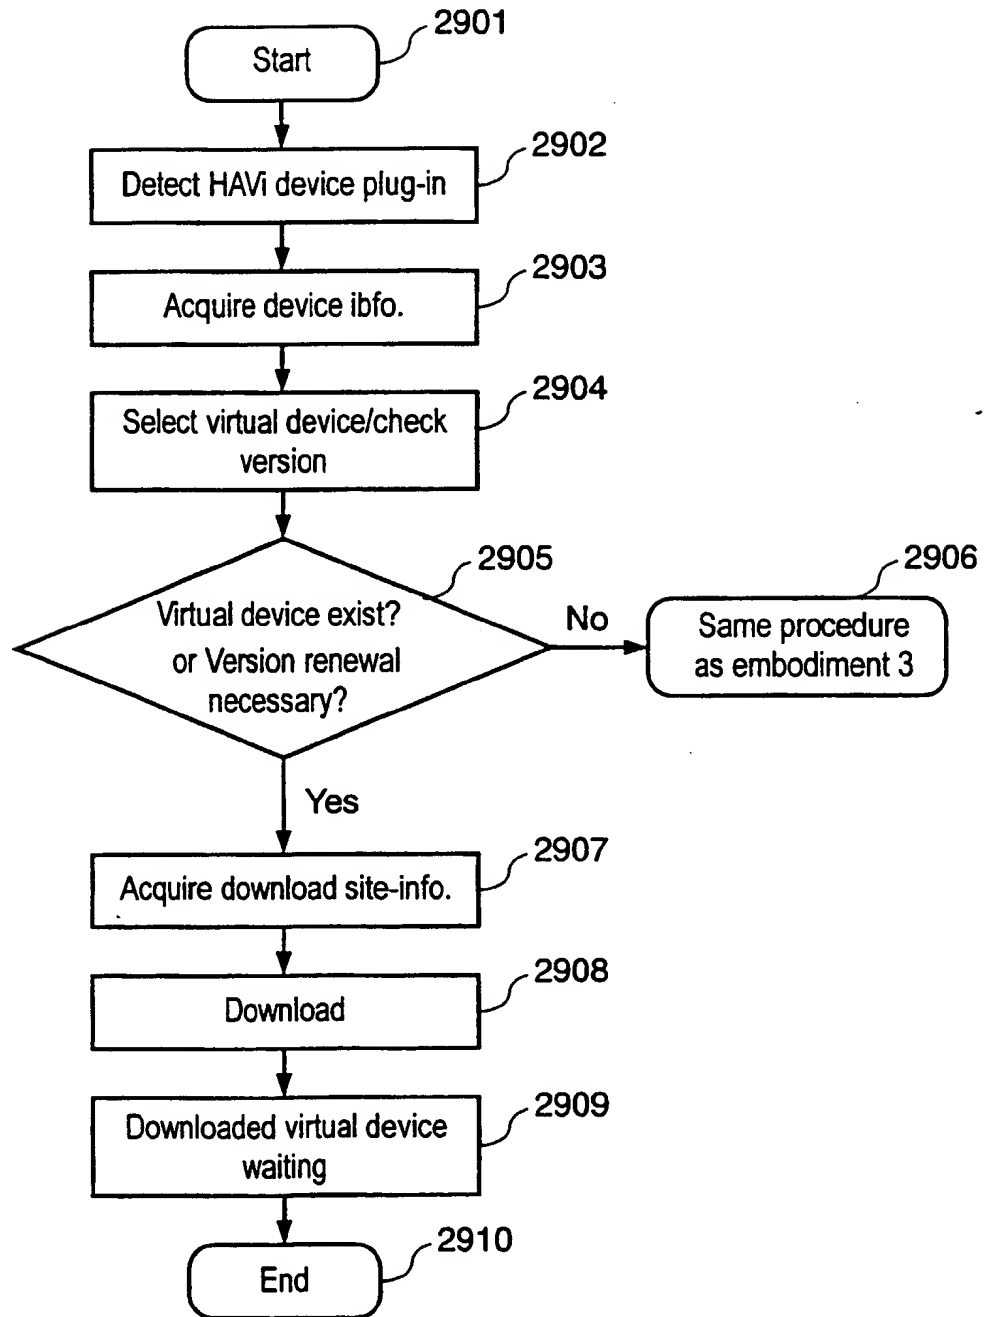 2901
Start
2902
Detect HAVi device plug-in
2903
Acquire device ibfo.
2904
Select virtual device/check
version
2905
Virtual device exist?
or Version renewal
necessary?
No
2906
Same procedure
as embodiment 3
Yes
2907
Acquire download site-info.
2908
Download
2909
Downloaded virtual device
waiting
2910
End